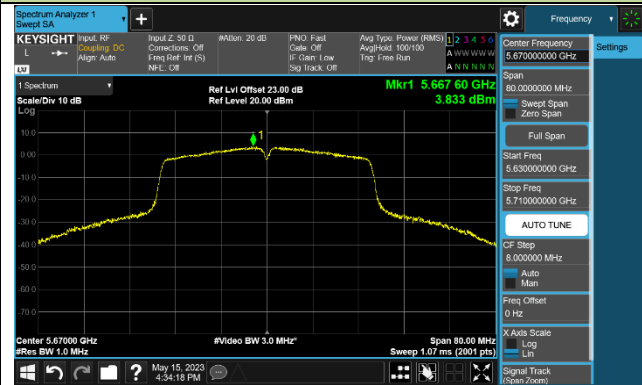 Spectrum Analyzer 1
Swept SA
+
Frequency
KEYSIGHT
L
LU
Input: RF
Coupling: DC
Align: Auto
Input Z: 50 Ω
Corrections: Off
Freq Ref: Int (S)
NFE: Off
#Atten: 20 dB
PNO: Fast
Gate: Off
IF Gain: Low
Sig Track: Off
Avg Type: Power (RMS)
Avg|Hold: 100/100
Trig: Free Run
1 2 3 4 5 6
A W W W W W
A N N N N N
1 Spectrum
Scale/Div 10 dB
Log
Ref Lvl Offset 23.00 dB
Ref Level 20.00 dBm
Mkr1 5.667 60 GHz
3.833 dBm
10.0
0.00
-10.0
-20.0
-30.0
-40.0
-50.0
-60.0
-70.0
1
Center 5.67000 GHz
#Res BW 1.0 MHz
#Video BW 3.0 MHz*
Span 80.00 MHz
Sweep 1.07 ms (2001 pts)
Center Frequency
5.670000000 GHz
Span
80.0000000 MHz
Swept Span
Zero Span
Full Span
Start Freq
5.630000000 GHz
Stop Freq
5.710000000 GHz
AUTO TUNE
CF Step
8.000000 MHz
Auto
Man
Freq Offset
0 Hz
X Axis Scale
Log
Lin
Signal Track
(Span Zoom)
Settings
?
May 15, 2023
4:34:18 PM